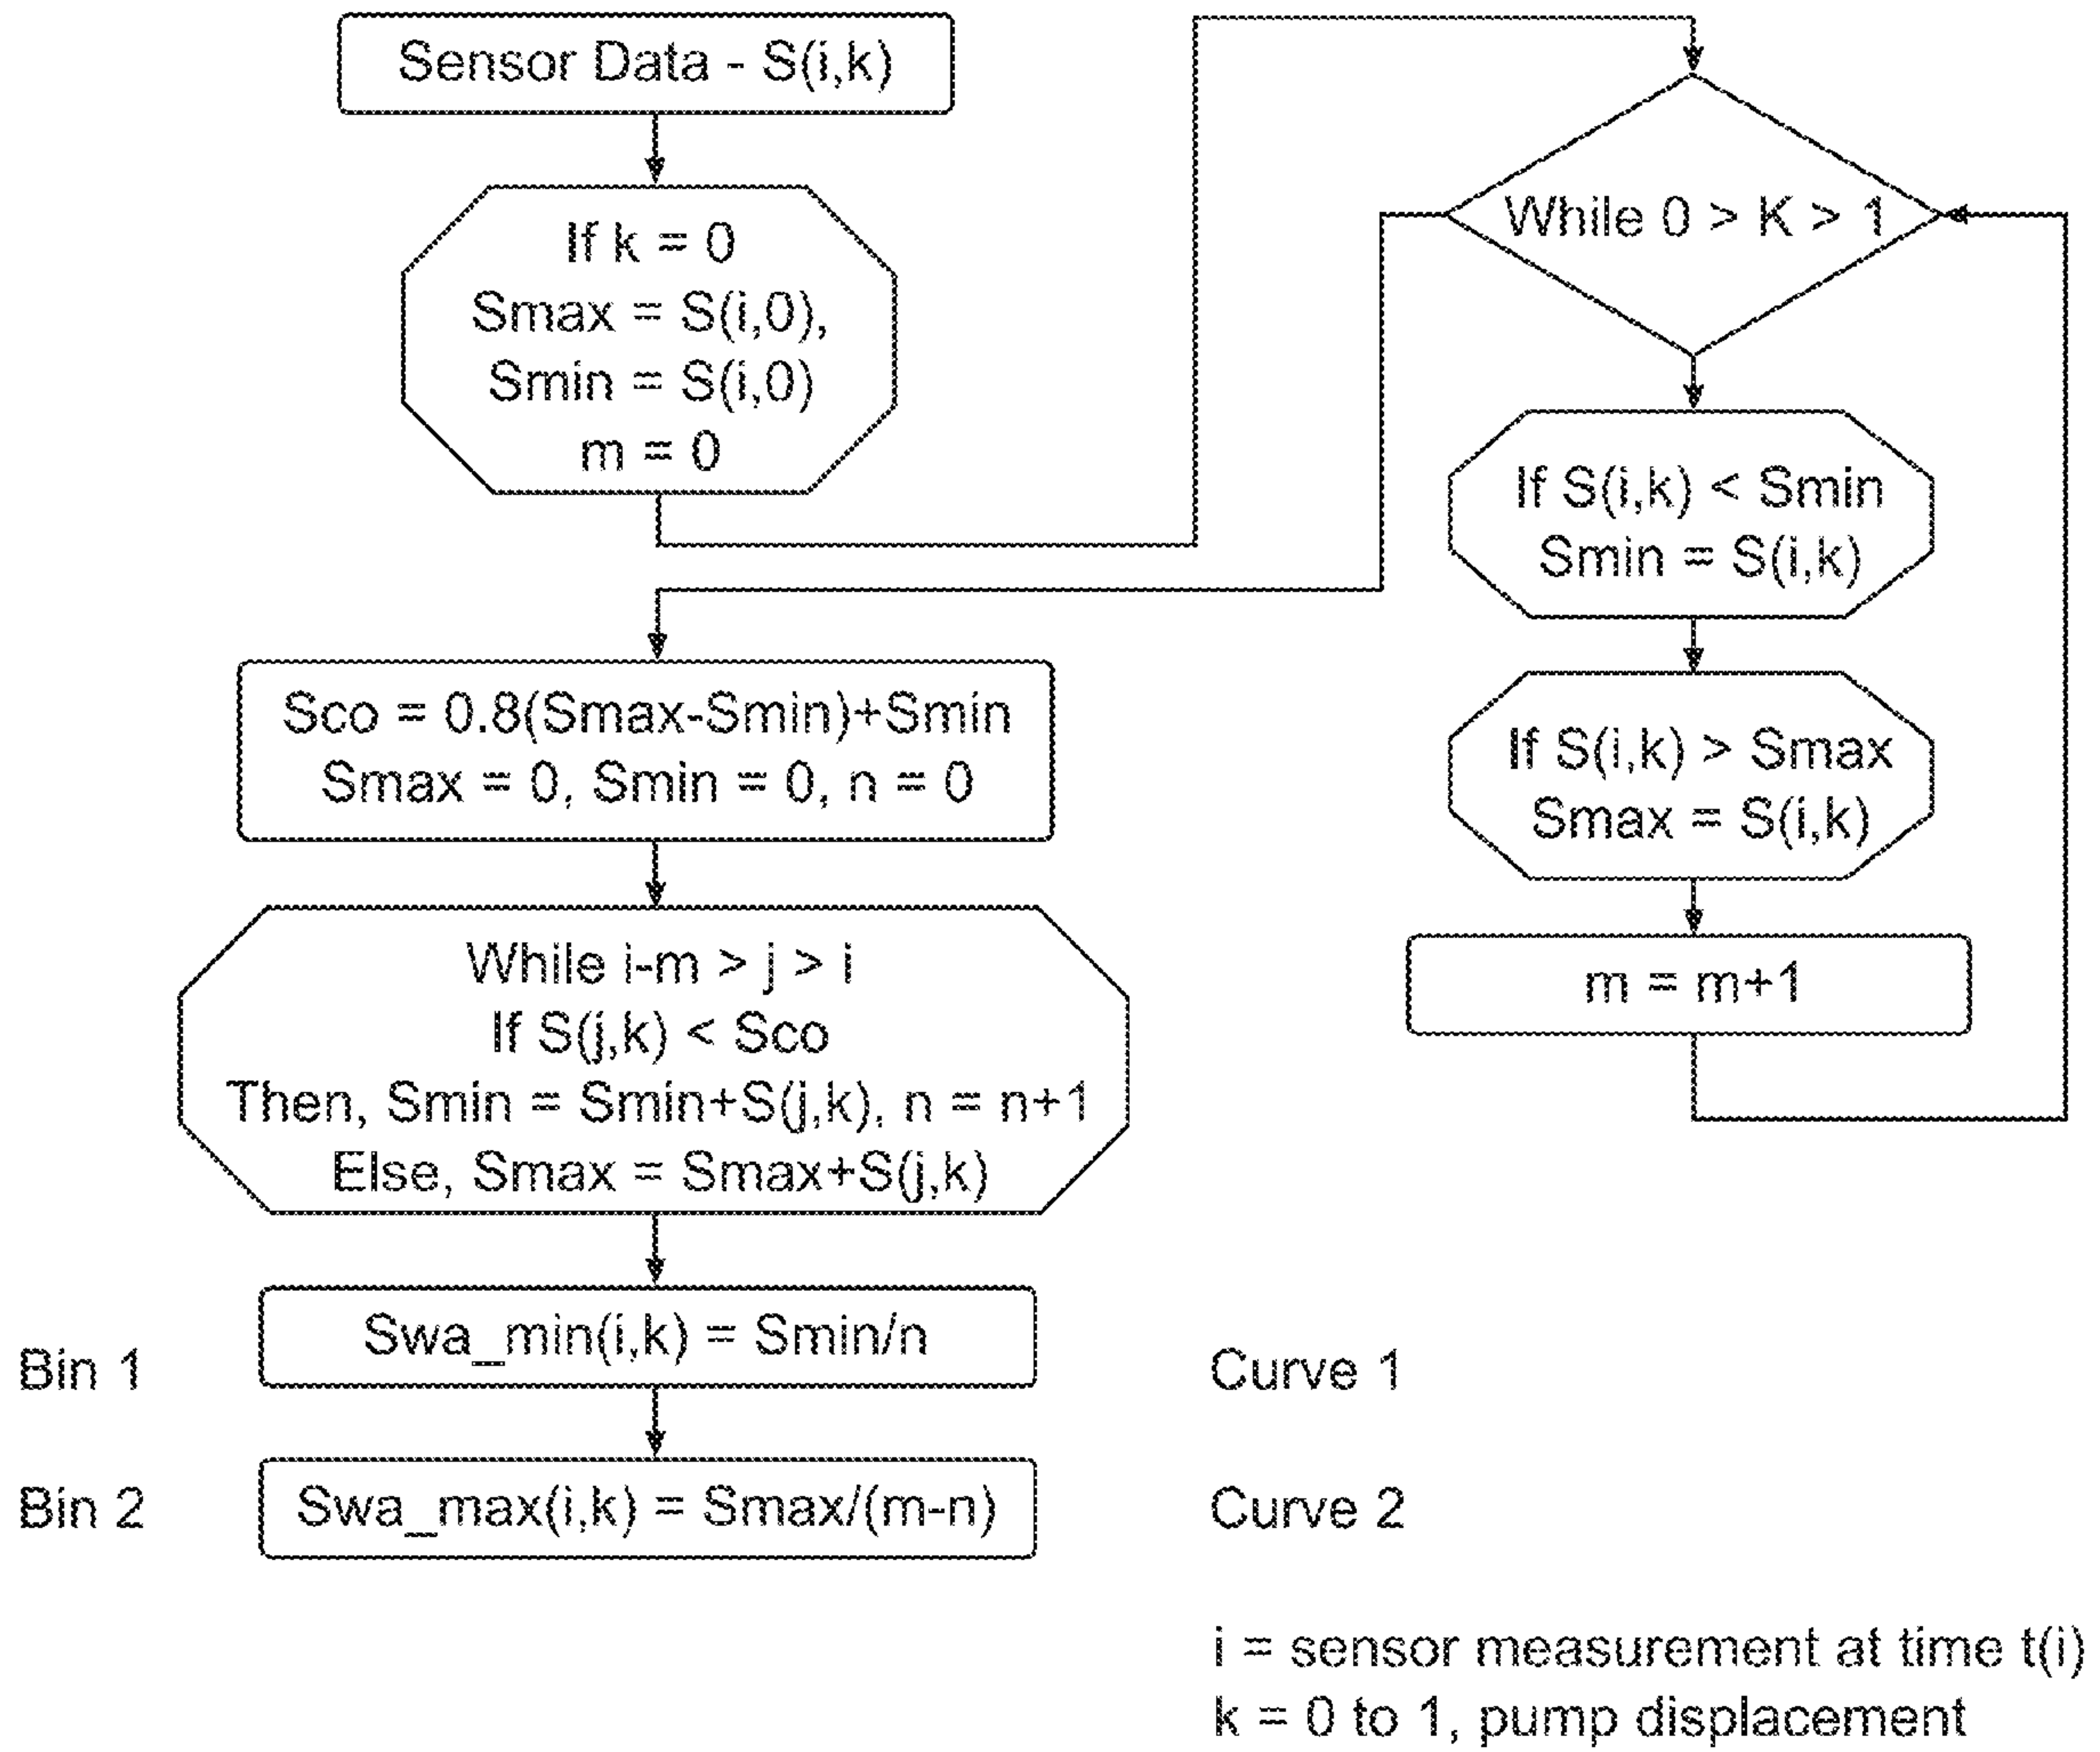 Sensor Data - S(i,k)
If k = 0
Smax = S(i,0),
Smin = S(i,0)
m = 0
While 0 > K > 1
If S(i,k) < Smin
Smin = S(i,k)
If S(i,k) > Smax
Smax = S(i,k)
m = m+1
Sco = 0.8(Smax-Smin)+Smin
Smax = 0, Smin = 0, n = 0
While i-m > j > i
If S(j,k) < Sco
Then, Smin = Smin+S(j,k), n = n+1
Else, Smax = Smax+S(j,k)
Bin 1
Swa_min(i,k) = Smin/n
Curve 1
Bin 2
Swa_max(i,k) = Smax/(m-n)
Curve 2
i = sensor measurement at time t(i)
k = 0 to 1, pump displacement